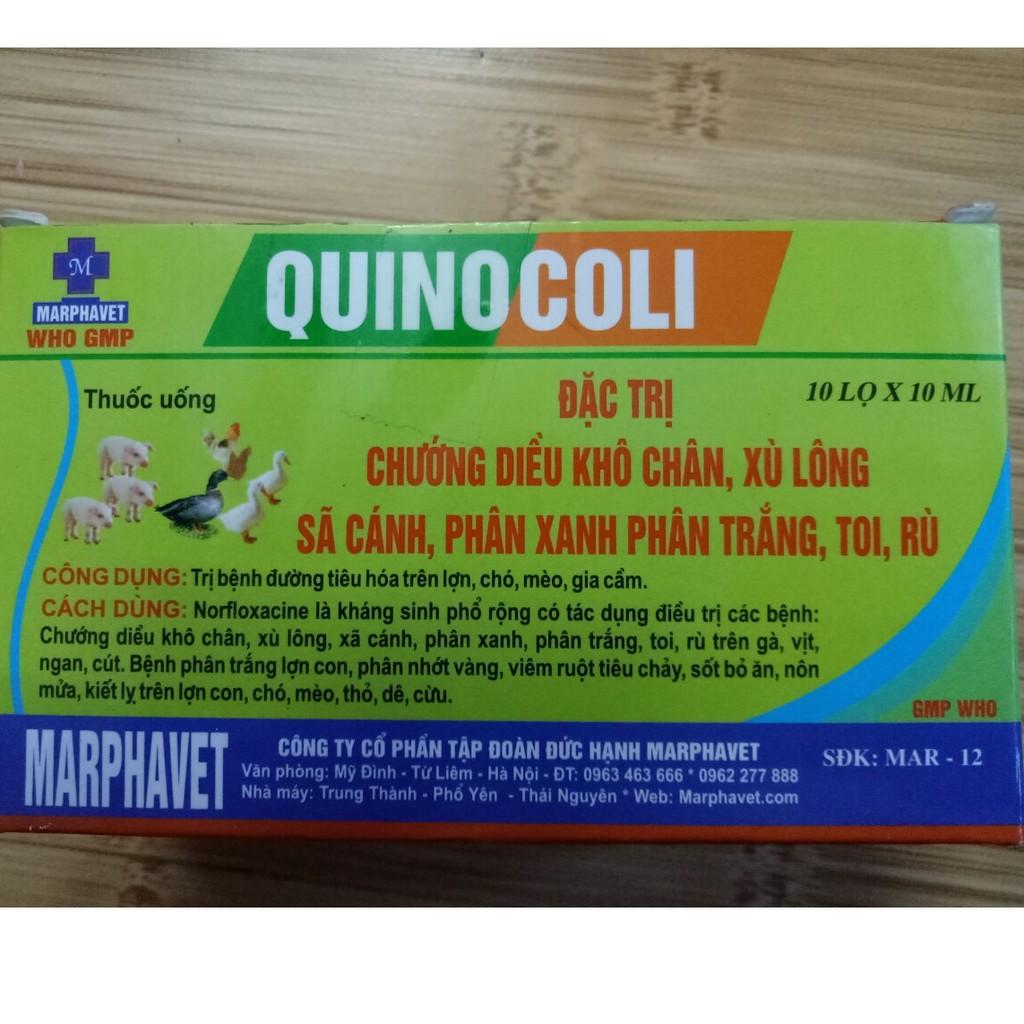 M
MARPHAVET
WHO GMP
QUINOCOLI
Thuốc uống
ĐẶC TRỊ
10 LỌ X 10 ML
CHƯỚNG DIỀU KHÔ CHÂN, XÙ LÔNG
SÃ CÁNH, PHÂN XANH PHÂN TRẮNG, TOI, RÙ
CÔNG DỤNG: Trị bệnh đường tiêu hóa trên lợn, chó, mèo, gia cầm.
CÁCH DÙNG: Norfloxacine là kháng sinh phổ rộng có tác dụng điều trị các bệnh:
Chướng diều khô chân, xù lông, xã cánh, phân xanh, phân trắng, toi, rù trên gà, vịt,
ngan, cút. Bệnh phân trắng lợn con, phân nhớt vàng, viêm ruột tiêu chảy, sốt bỏ ăn, nôn
mửa, kiết lỵ trên lợn con, chó, mèo, thỏ, dê, cừu.
GMP WHO
MARPHAVET
CÔNG TY CỔ PHẦN TẬP ĐOÀN ĐỨC HẠNH MARPHAVET
Văn phòng: Mỹ Đình - Từ Liêm - Hà Nội - ĐT: 0963 463 666 * 0962 277 888
Nhà máy: Trung Thành - Phổ Yên - Thái Nguyên * Web: Marphavet.com
SĐK: MAR - 12